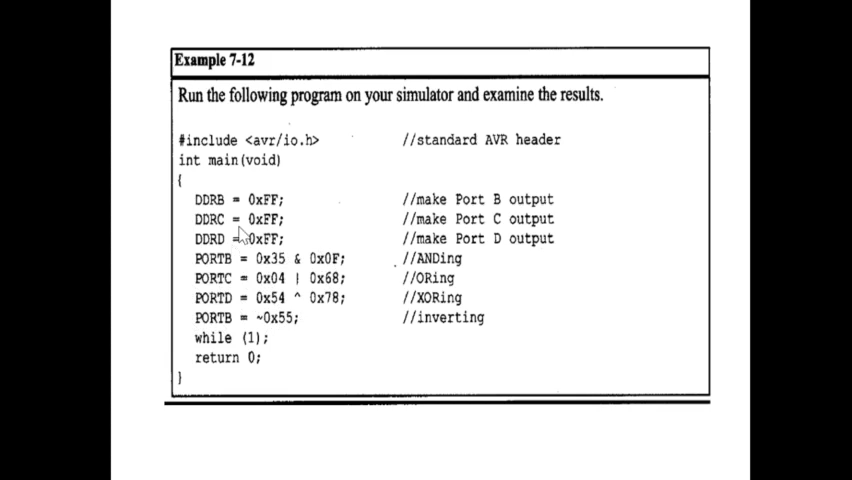 Example 7-12
Run the following program on your simulator and examine the results.
#include <avr/io.h> //standard AVR header
int main(void)
{
DDRB = 0xFF; //make Port B output
DDRC = 0xFF; //make Port C output
DDRD = 0xFF; //make Port D output
PORTB = 0x35 & 0x0F; //ANDing
PORTC = 0x04 | 0x68; //ORing
PORTD = 0x54 ^ 0x78; //XORing
PORTB = ~0x55; //inverting
while (1);
return 0;
}